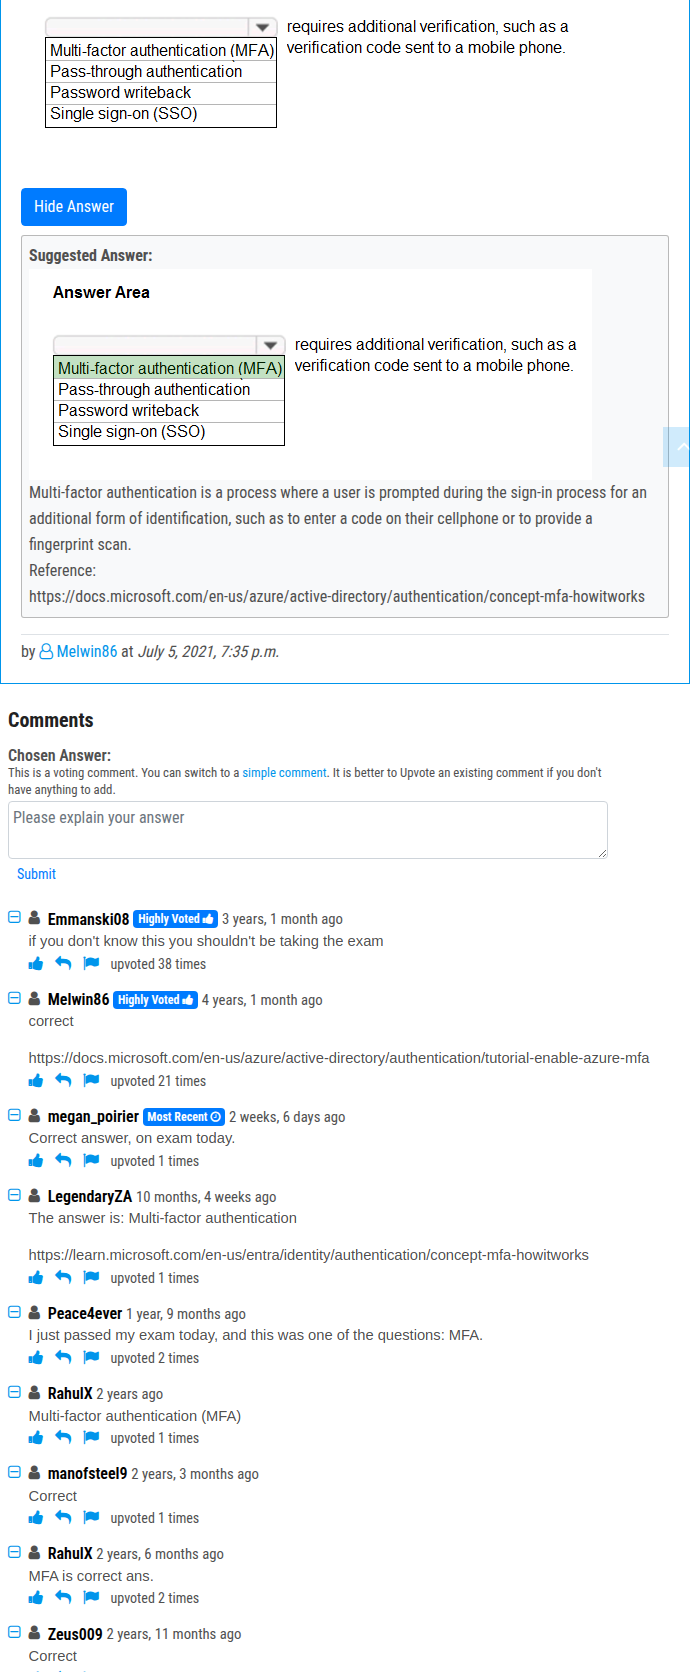 requires additional verification, such as a
verification code sent to a mobile phone.
Multi-factor authentication (MFA)
Pass-through authentication
Password writeback
Single sign-on (SSO)
Hide Answer
Suggested Answer:
Answer Area
requires additional verification, such as a
verification code sent to a mobile phone.
Multi-factor authentication (MFA)
Pass-through authentication
Password writeback
Single sign-on (SSO)
Multi-factor authentication is a process where a user is prompted during the sign-in process for an
additional form of identification, such as to enter a code on their cellphone or to provide a
fingerprint scan.
Reference:
https://docs.microsoft.com/en-us/azure/active-directory/authentication/concept-mfa-howitworks
by Melwin86 at July 5, 2021, 7:35 p.m.
Comments
Chosen Answer:
This is a voting comment. You can switch to a simple comment. It is better to Upvote an existing comment if you don't
have anything to add.
Please explain your answer
Submit
Emmanski08 Highly Voted 3 years, 1 month ago
if you don't know this you shouldn't be taking the exam
upvoted 38 times
Melwin86 Highly Voted 4 years, 1 month ago
correct
https://docs.microsoft.com/en-us/azure/active-directory/authentication/tutorial-enable-azure-mfa
upvoted 21 times
megan_poirier Most Recent 2 weeks, 6 days ago
Correct answer, on exam today.
upvoted 1 times
LegendaryZA 10 months, 4 weeks ago
The answer is: Multi-factor authentication
https://learn.microsoft.com/en-us/entra/identity/authentication/concept-mfa-howitworks
upvoted 1 times
Peace4ever 1 year, 9 months ago
I just passed my exam today, and this was one of the questions: MFA.
upvoted 2 times
RahulX 2 years ago
Multi-factor authentication (MFA)
upvoted 1 times
manofsteel9 2 years, 3 months ago
Correct
upvoted 1 times
RahulX 2 years, 6 months ago
MFA is correct ans.
upvoted 2 times
Zeus009 2 years, 11 months ago
Correct